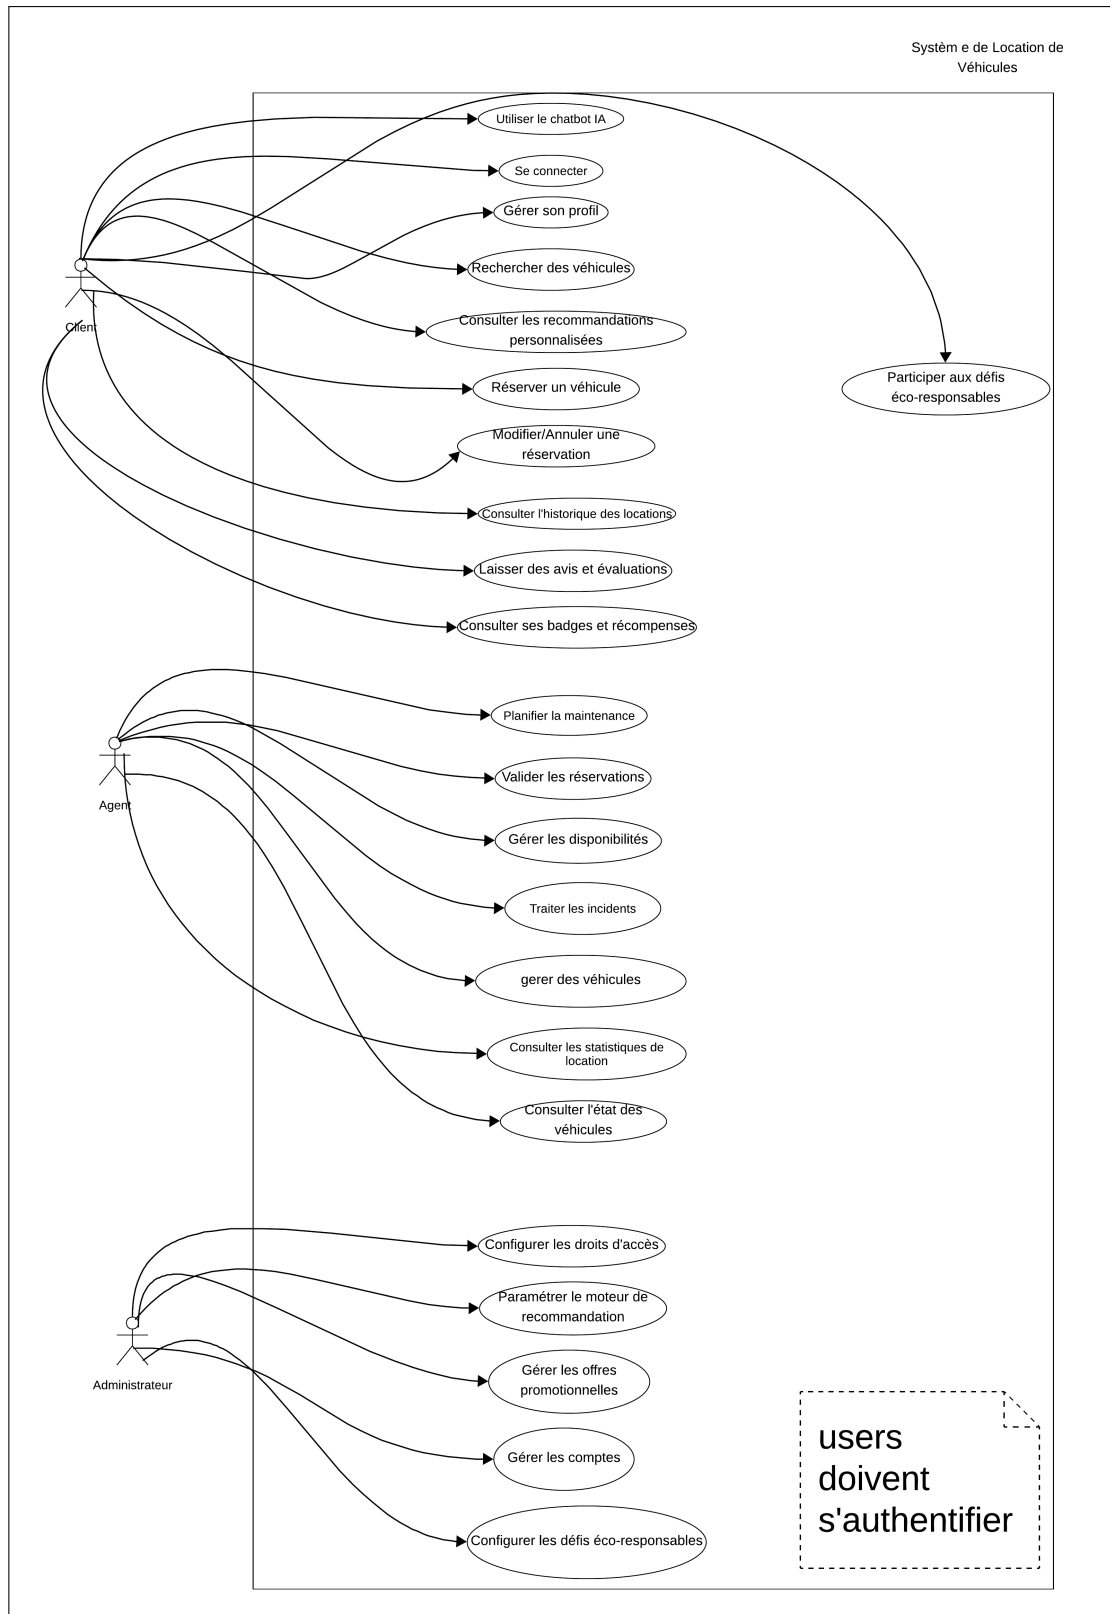 Systèm e de Location de
Véhicules
Utiliser le chatbot IA
Se connecter
Gérer son profil
Rechercher des véhicules
Client
Consulter les recommandations
personnalisées
Réserver un véhicule
Participer aux défis
éco-responsables
Modifier/Annuler une
réservation
Consulter l'historique des locations
Laisser des avis et évaluations
Consulter ses badges et récompenses
Planifier la maintenance
Valider les réservations
Agent
Gérer les disponibilités
Traiter les incidents
gerer des véhicules
Consulter les statistiques de
location
Consulter l'état des
véhicules
Configurer les droits d'accès
Paramétrer le moteur de
recommandation
Administrateur
Gérer les offres
promotionnelles
Gérer les comptes
Configurer les défis éco-responsables
users
doivent
s'authentifier